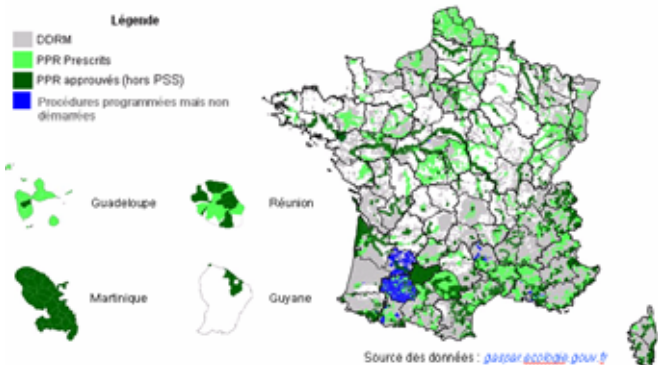 Légende
DDRM
PPR Prescrits
PPR approuvés (hors PSS)
Procédures programmées mais non
démarrées
Guadeloupe
Réunion
Martinique
Guyane
Source des données : gaspar.ecologie.gouv.fr